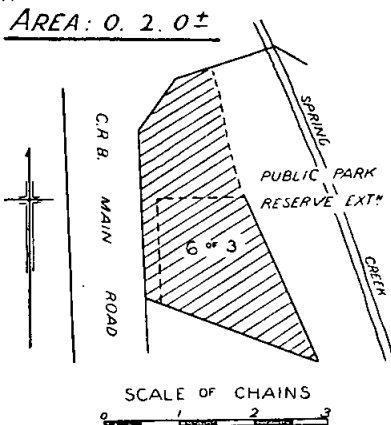 AREA: 0. 2. 0±
C.R.B. MAIN ROAD
SPRING CREEK
PUBLIC PARK
RESERVE EXTN
6 OF 3
SCALE OF CHAINS
0 1 2 3